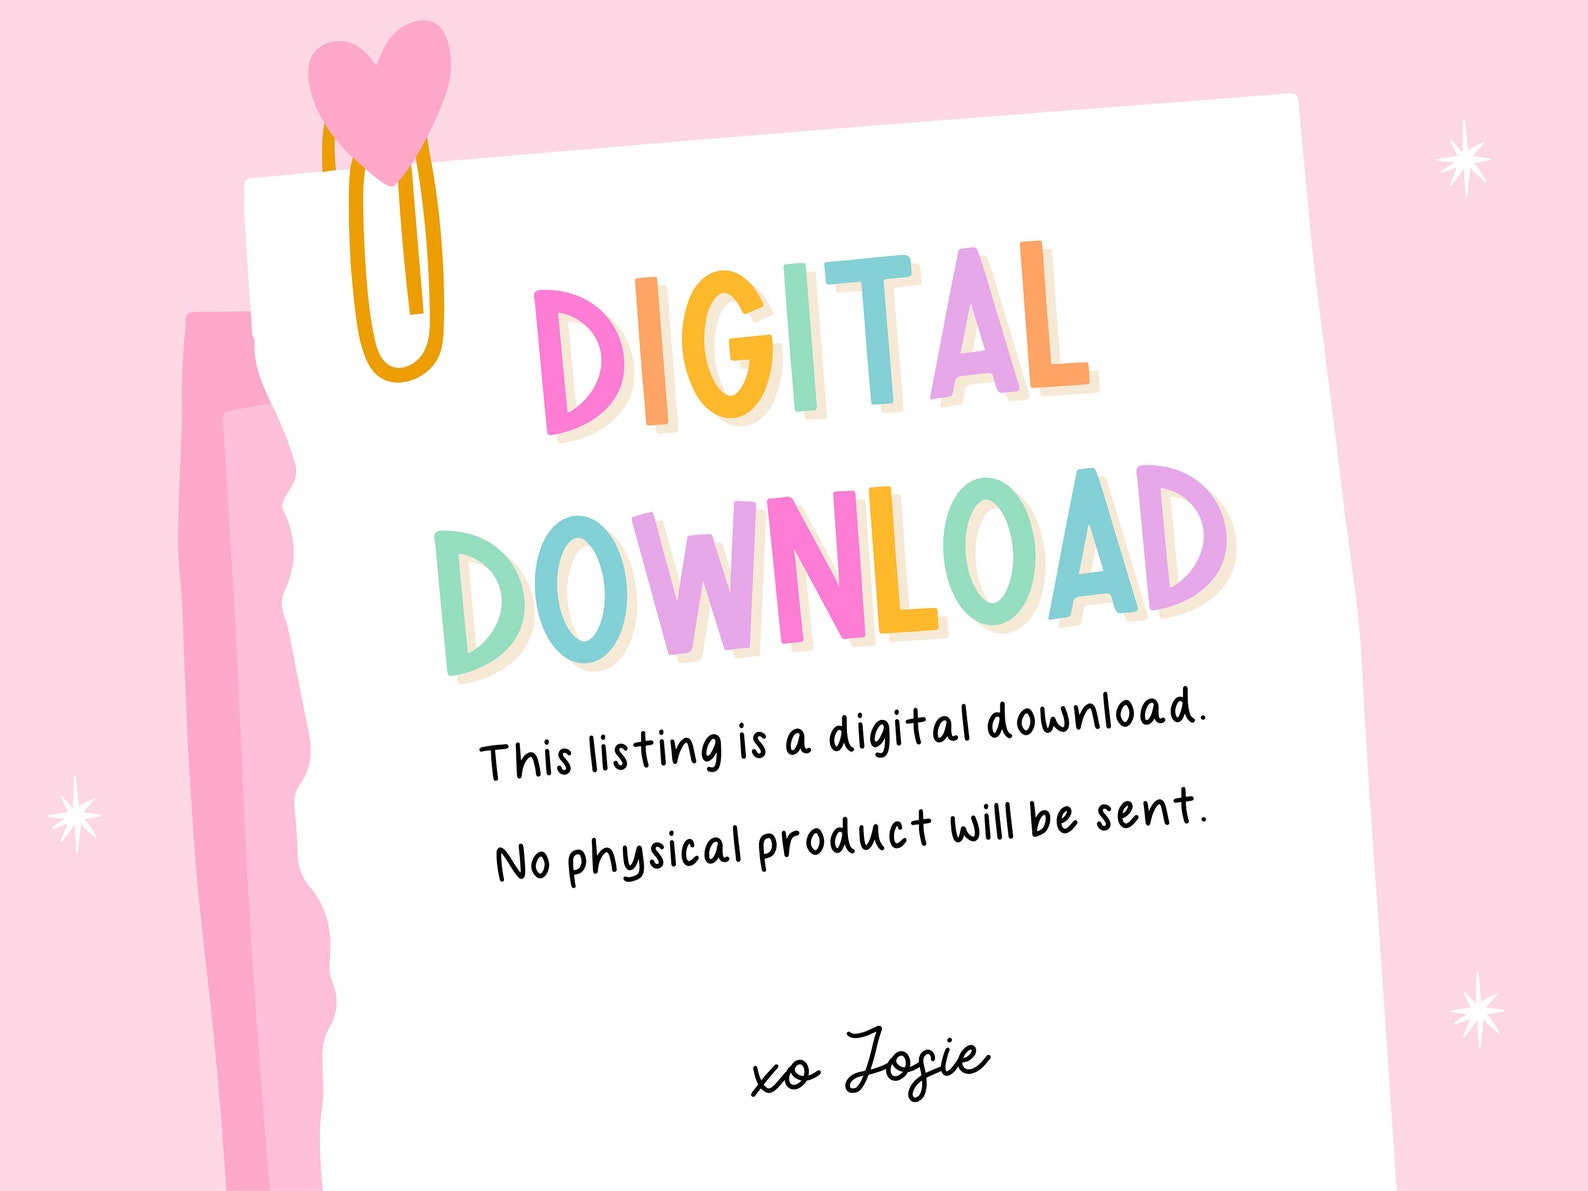 DIGITAL
DOWNLOAD
This listing is a digital download.
No physical product will be sent.
xo Josie